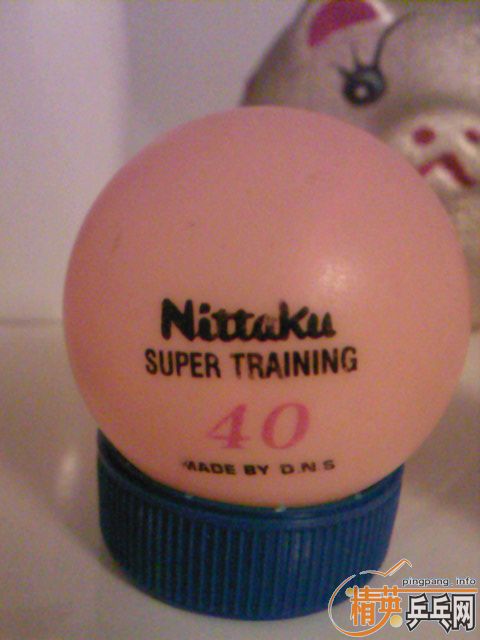 Nittaku
SUPER TRAINING
40
MADE BY D.N.S
pingpang_info
精英乒乓网